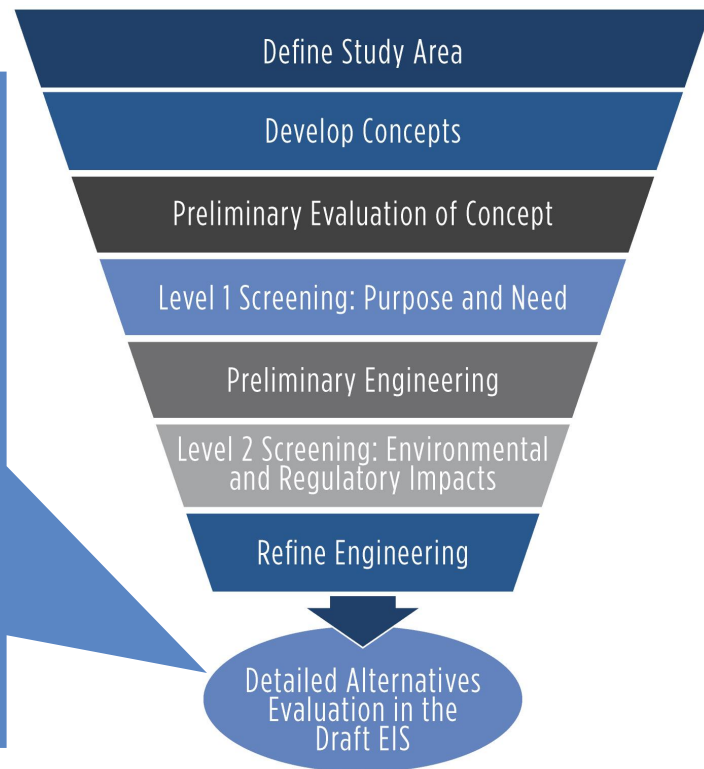 Define Study Area
Develop Concepts
Preliminary Evaluation of Concept
Level 1 Screening: Purpose and Need
Preliminary Engineering
Level 2 Screening: Environmental
and Regulatory Impacts
Refine Engineering
Detailed Alternatives
Evaluation in the
Draft EIS